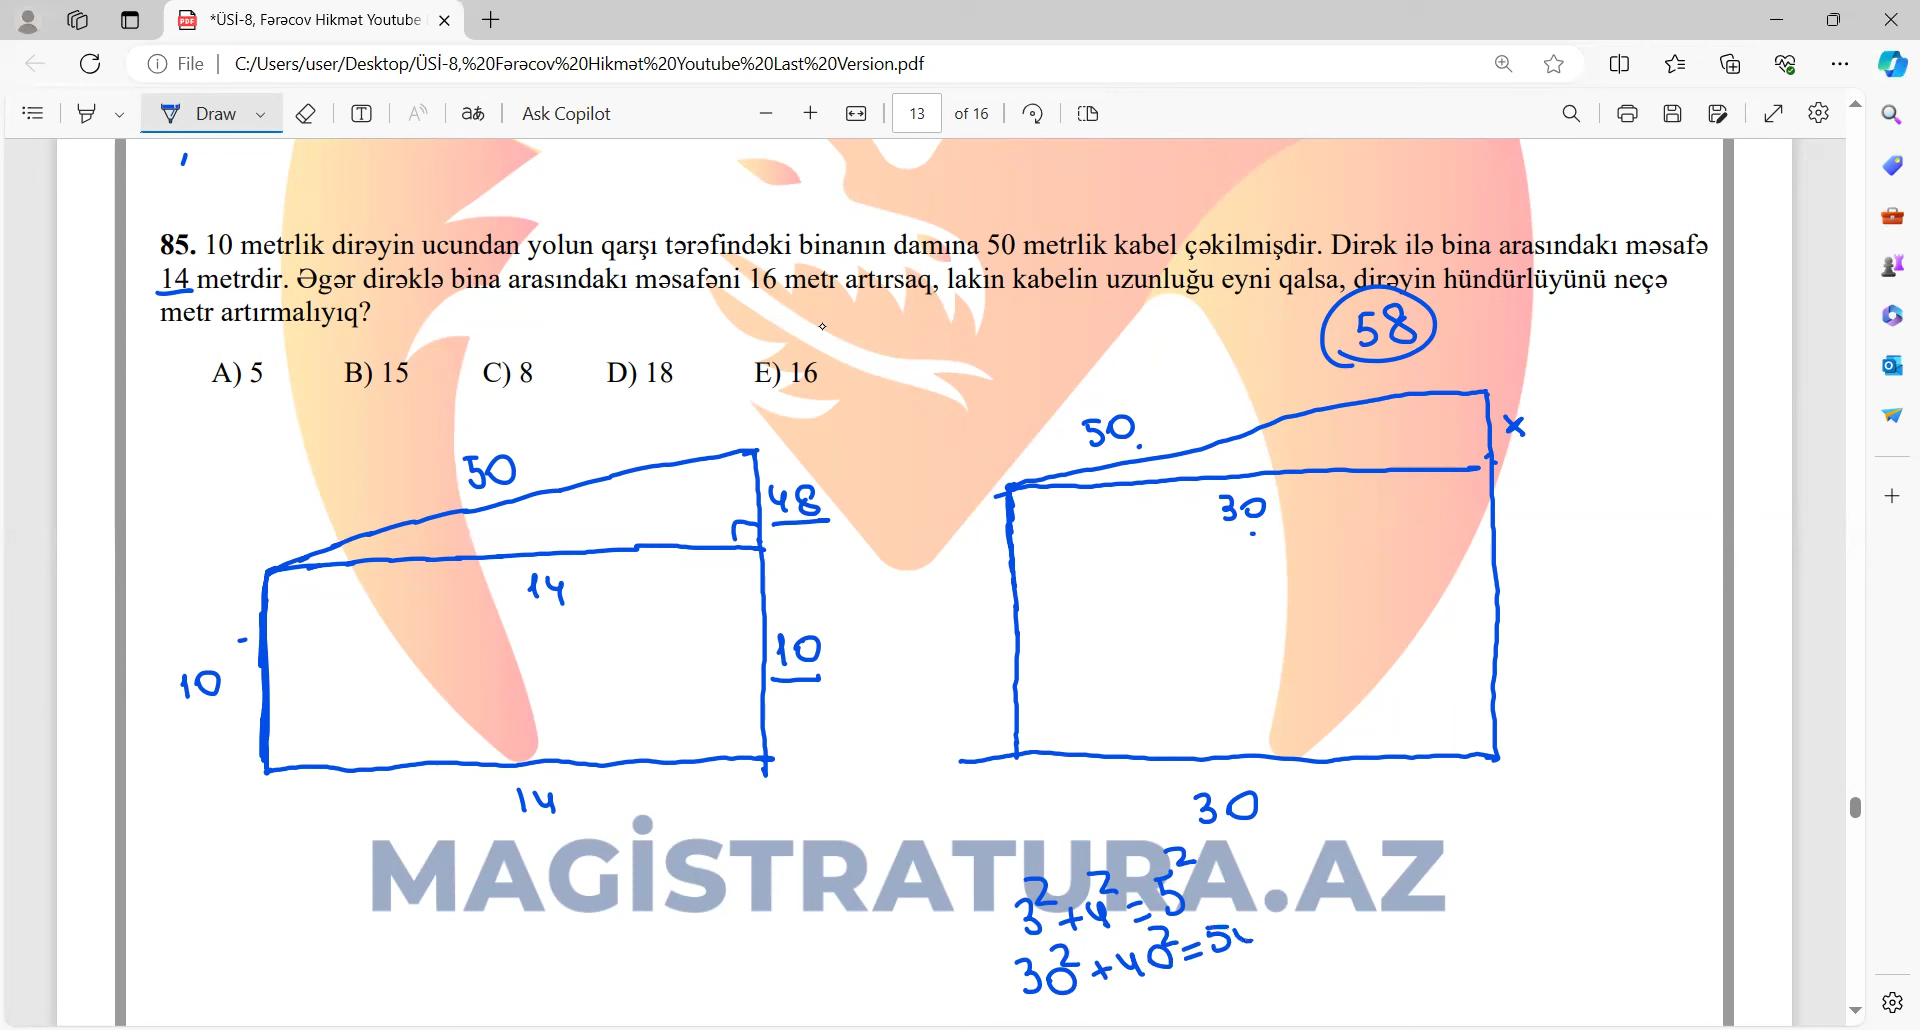 *ÜSİ-8, Fərəcov Hikmət Youtube
File
C:/Users/user/Desktop/ÜSİ-8,%20Fərəcov%20Hikmət%20Youtube%20Last%20Version.pdf
Draw
T
aあ
Ask Copilot
13 of 16
85. 10 metrlik dirəyin ucundan yolun qarşı tərəfindəki binanın damına 50 metrlik kabel çəkilmişdir. Dirək ilə bina arasındakı məsafə
14 metrdir. Əgər dirəklə bina arasındakı məsafəni 16 metr artırsaq, lakin kabelin uzunluğu eyni qalsa, dirəyin hündürlüyünü neçə
metr artırmalıyıq?
58
A) 5 B) 15 C) 8 D) 18 E) 16
50
48
14
10
10
14
50
x
30
30
MAGİSTRATURA.AZ
3²+4²=5²
30²+40²=50